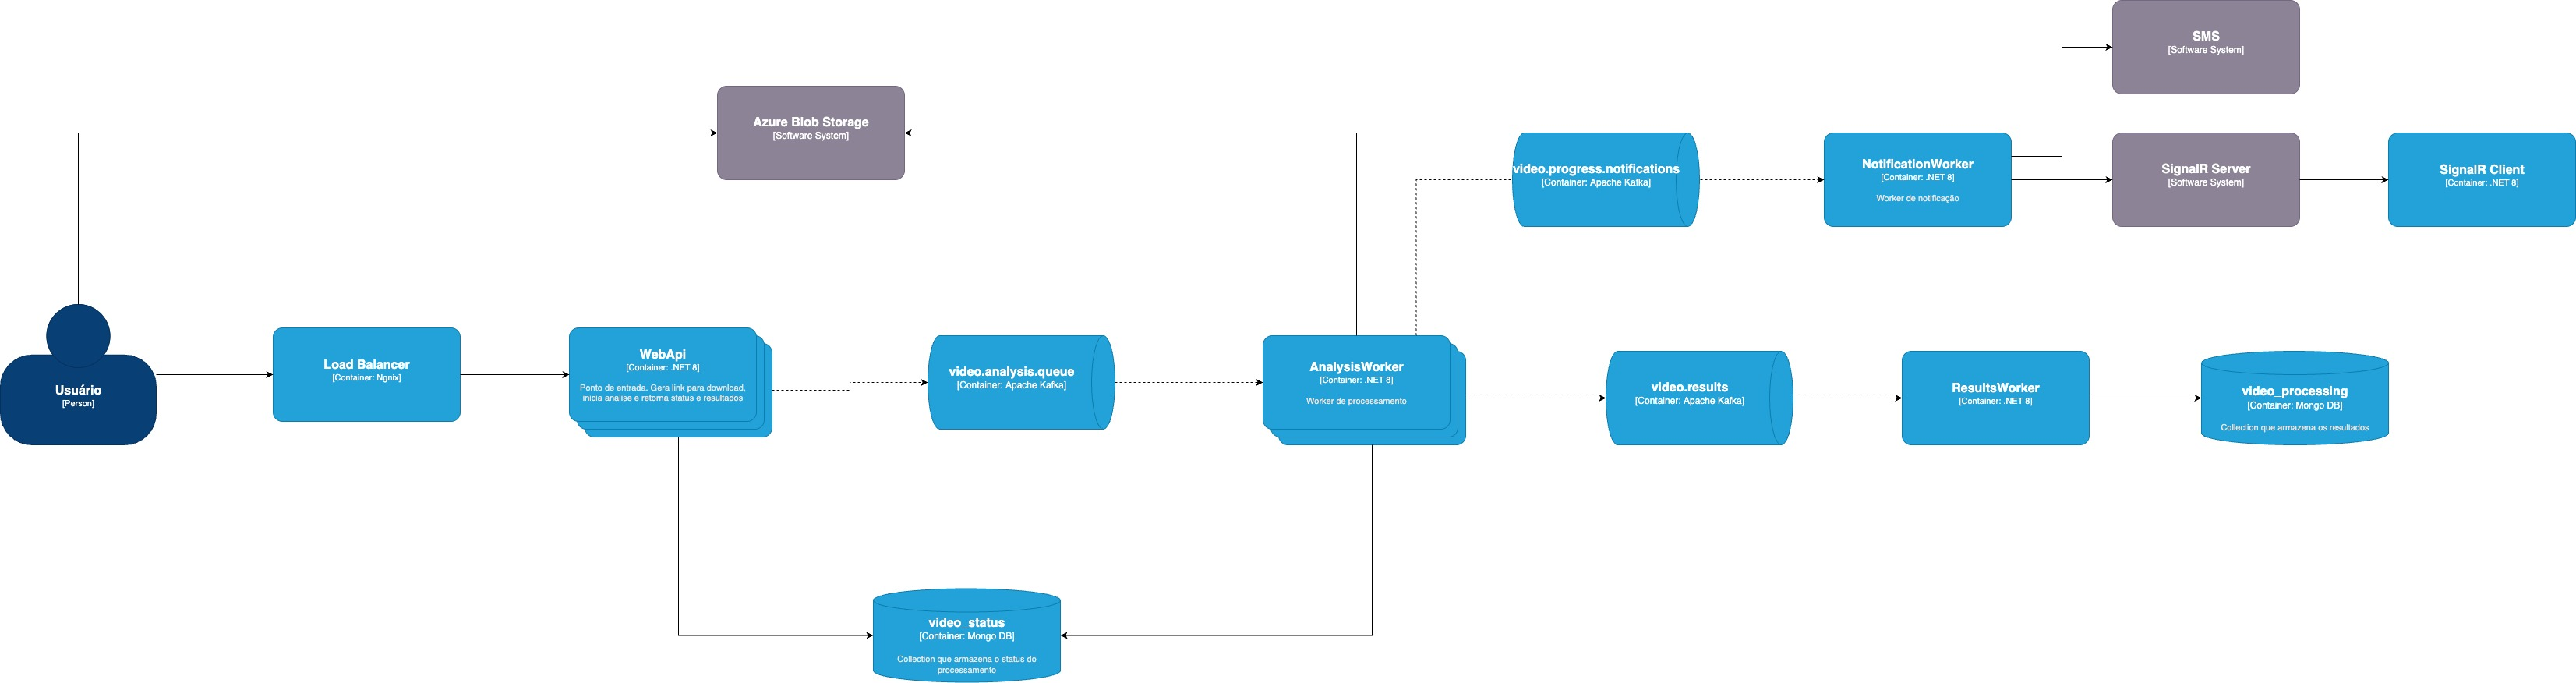 SMS
[Software System]
Azure Blob Storage
[Software System]
video.progress.notifications
[Container: Apache Kafka]
NotificationWorker
[Container: .NET 8]
Worker de notificação
SignalR Server
[Software System]
SignalR Client
[Container: .NET 8]
Usuário
[Person]
Load Balancer
[Container: Ngnix]
WebApi
[Container: .NET 8]
Ponto de entrada. Gera link para download,
inicia analise e retorna status e resultados
video.analysis.queue
[Container: Apache Kafka]
AnalysisWorker
[Container: .NET 8]
Worker de processamento
video.results
[Container: Apache Kafka]
ResultsWorker
[Container: .NET 8]
video_processing
[Container: Mongo DB]
Collection que armazena os resultados
video_status
[Container: Mongo DB]
Collection que armazena o status do
processamento